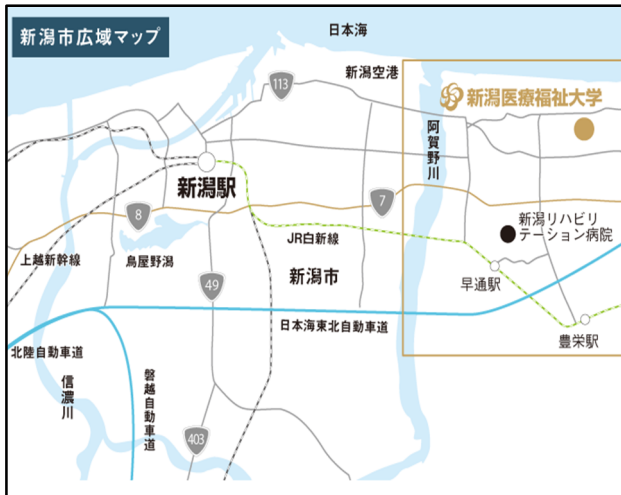 新潟市広域マップ
日本海
新潟空港
113
新潟医療福祉大学
阿賀野川
新潟駅
7
8
新潟リハビリ
テーション病院
JR白新線
上越新幹線
鳥屋野潟
新潟市
49
早通駅
日本海東北自動車道
豊栄駅
北陸自動車道
信濃川
磐越自動車道
403